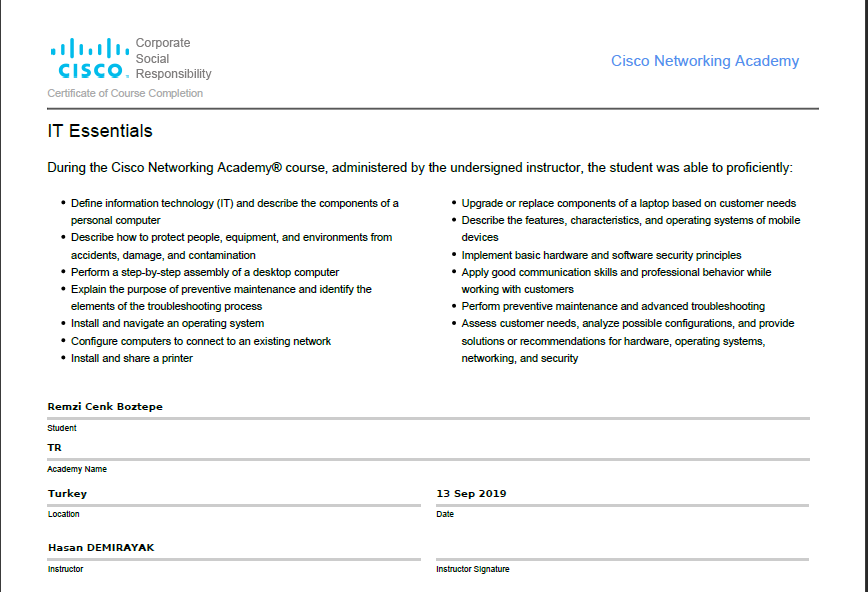 Corporate
Social
CISCO. Responsibility
Certificate of Course Completion
Cisco Networking Academy
IT Essentials
During the Cisco Networking Academy® course, administered by the undersigned instructor, the student was able to proficiently:
• Define information technology (IT) and describe the components of a
personal computer
• Describe how to protect people, equipment, and environments from
accidents, damage, and contamination
• Perform a step-by-step assembly of a desktop computer
• Explain the purpose of preventive maintenance and identify the
elements of the troubleshooting process
• Install and navigate an operating system
• Configure computers to connect to an existing network
• Install and share a printer
• Upgrade or replace components of a laptop based on customer needs
• Describe the features, characteristics, and operating systems of mobile
devices
• Implement basic hardware and software security principles
• Apply good communication skills and professional behavior while
working with customers
• Perform preventive maintenance and advanced troubleshooting
• Assess customer needs, analyze possible configurations, and provide
solutions or recommendations for hardware, operating systems,
networking, and security
Remzi Cenk Boztepe
Student
TR
Academy Name
Turkey
Location
13 Sep 2019
Date
Hasan DEMIRAYAK
Instructor
Instructor Signature